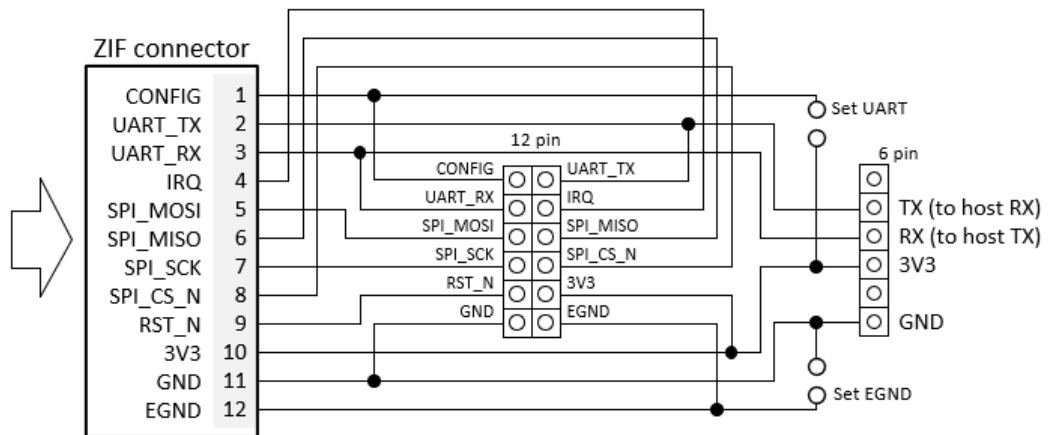 ZIF connector
CONFIG 1
UART_TX 2
UART_RX 3
IRQ 4
SPI_MOSI 5
SPI_MISO 6
SPI_SCK 7
SPI_CS_N 8
RST_N 9
3V3 10
GND 11
EGND 12
12 pin
CONFIG UART_TX
UART_RX IRQ
SPI_MOSI SPI_MISO
SPI_SCK SPI_CS_N
RST_N 3V3
GND EGND
Set UART
6 pin
TX (to host RX)
RX (to host TX)
3V3
GND
Set EGND